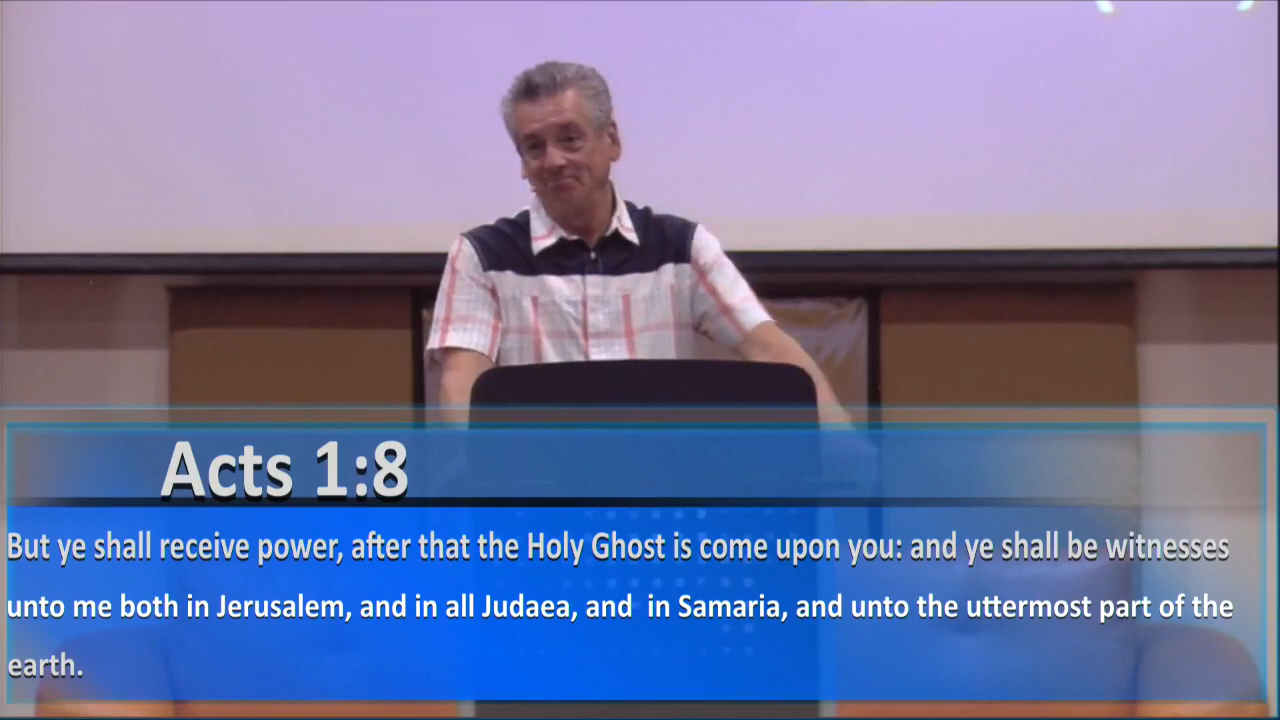 Acts 1:8
But ye shall receive power, after that the Holy Ghost is come upon you: and ye shall be witnesses
unto me both in Jerusalem, and in all Judaea, and  in Samaria, and unto the uttermost part of the
earth.